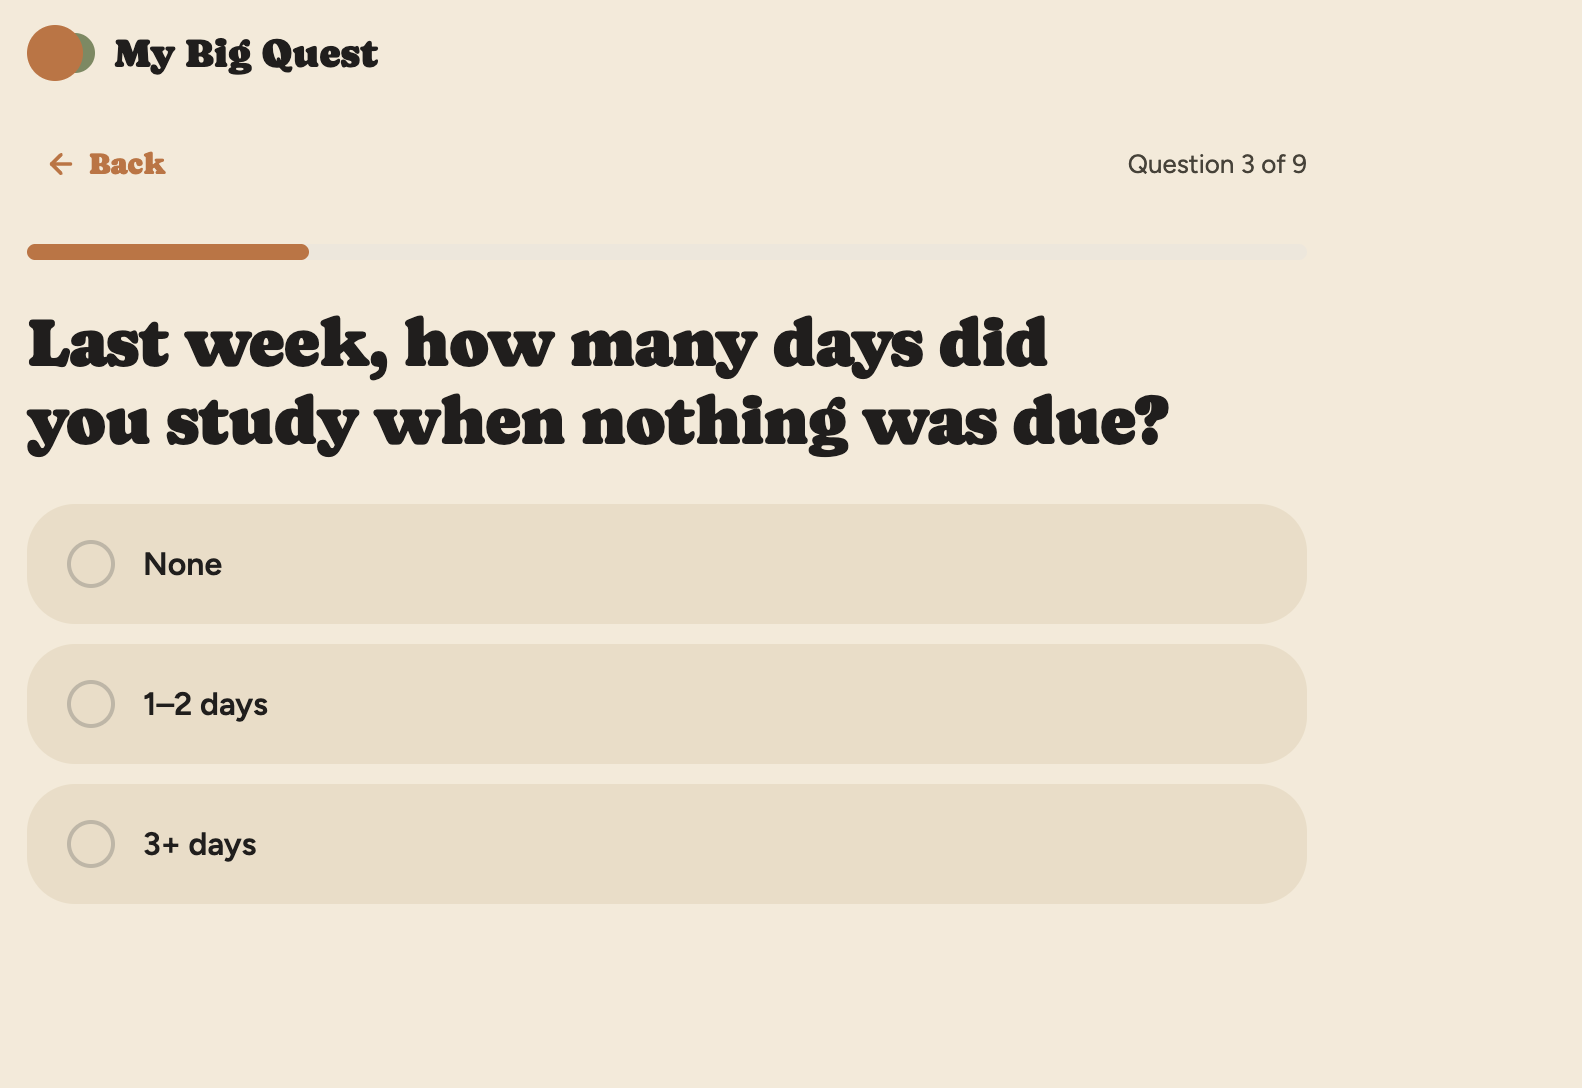 My Big Quest
← Back
Question 3 of 9
Last week, how many days did
you study when nothing was due?
None
1–2 days
3+ days